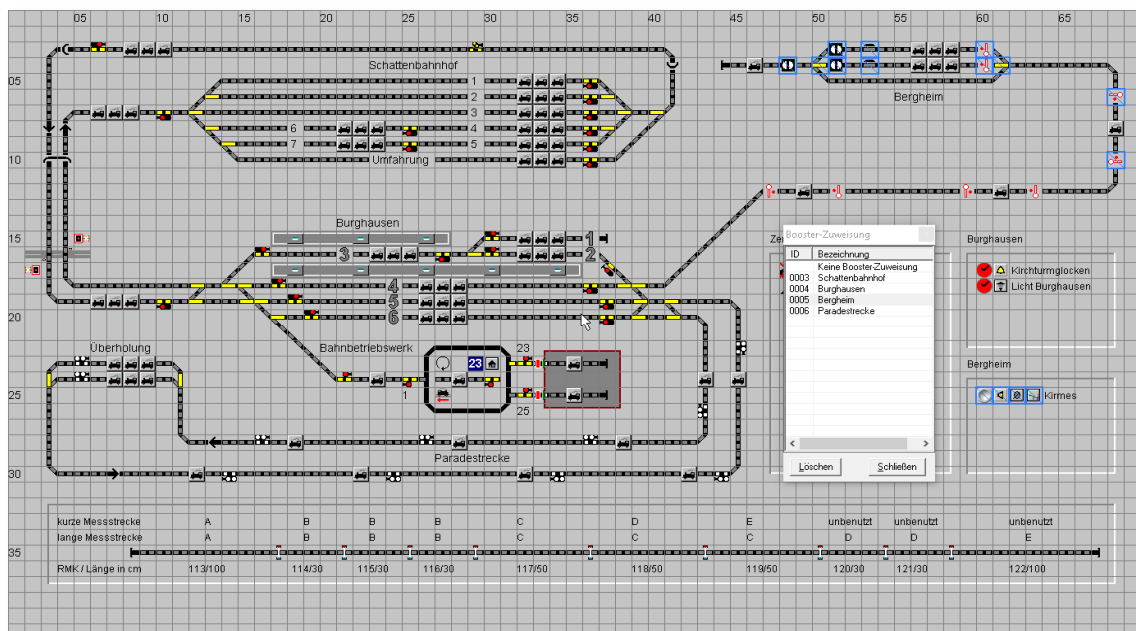 05 10 15 20 25 30 35 40 45 50 55 60 65
Schattenbahnhof
05
1
2
Bergheim
3
6 4
7 5
10
Umfahrung
Burghausen
15
1
3 2
4
5
6
20
Booster-Zuweisung
ID Bezeichnung
Keine Booster-Zuweisung
0003 Schattenbahnhof
0004 Burghausen
0005 Bergheim
0006 Paradestrecke
Löschen Schließen
Burghausen
Kirchturmglocken
Licht Burghausen
Überholung
Bahnbetriebswerk
23
23
1
25
25
Bergheim
Kirmes
Paradestrecke
30
kurze Messstrecke A B B B C D E unbenutzt unbenutzt unbenutzt
lange Messstrecke A B B B C C C D D E
35
RMK / Länge in cm 113/100 114/30 115/30 116/30 117/50 118/50 119/50 120/30 121/30 122/100